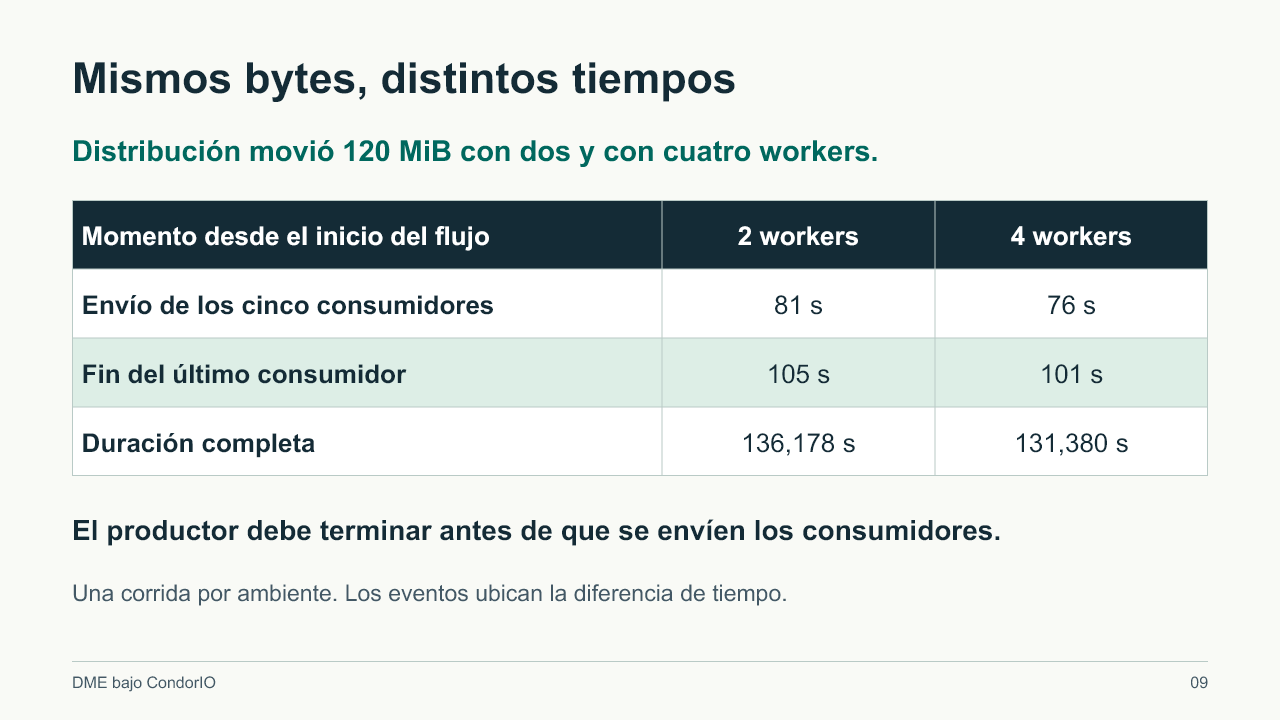 Mismos bytes, distintos tiempos
Distribución movió 120 MiB con dos y con cuatro workers.
Momento desde el inicio del flujo 2 workers 4 workers
Envío de los cinco consumidores 81 s 76 s
Fin del último consumidor 105 s 101 s
Duración completa 136,178 s 131,380 s
El productor debe terminar antes de que se envíen los consumidores.
Una corrida por ambiente. Los eventos ubican la diferencia de tiempo.
DME bajo CondorIO 09